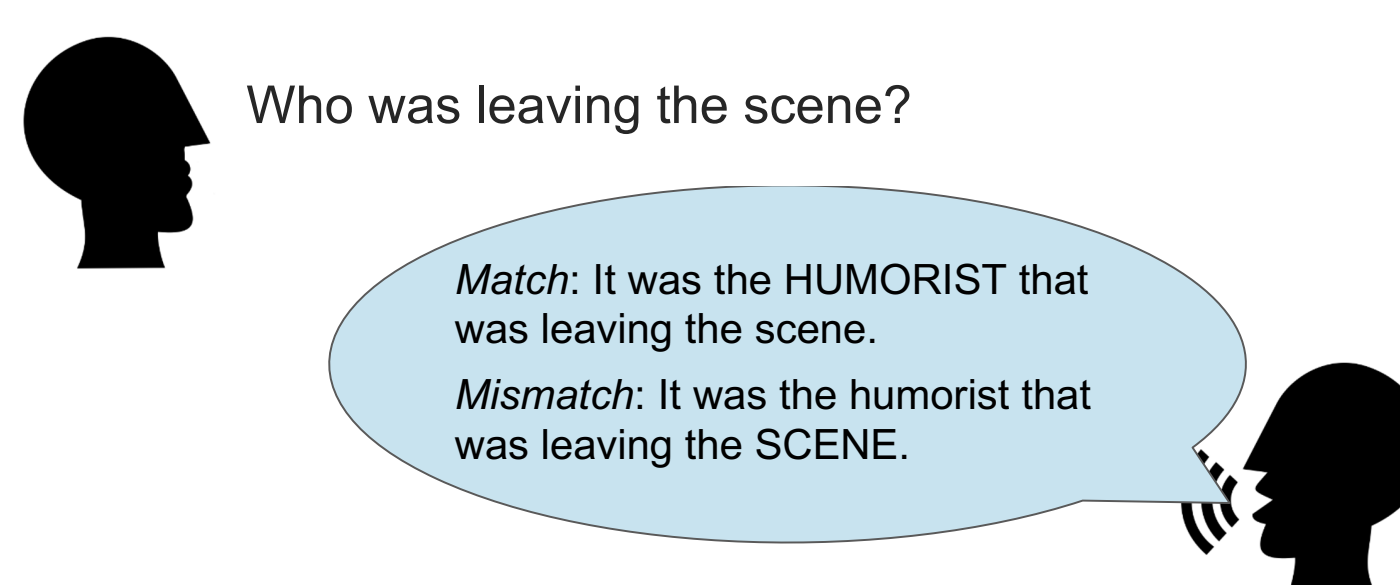 Who was leaving the scene?
Match: It was the HUMORIST that
was leaving the scene.
Mismatch: It was the humorist that
was leaving the SCENE.